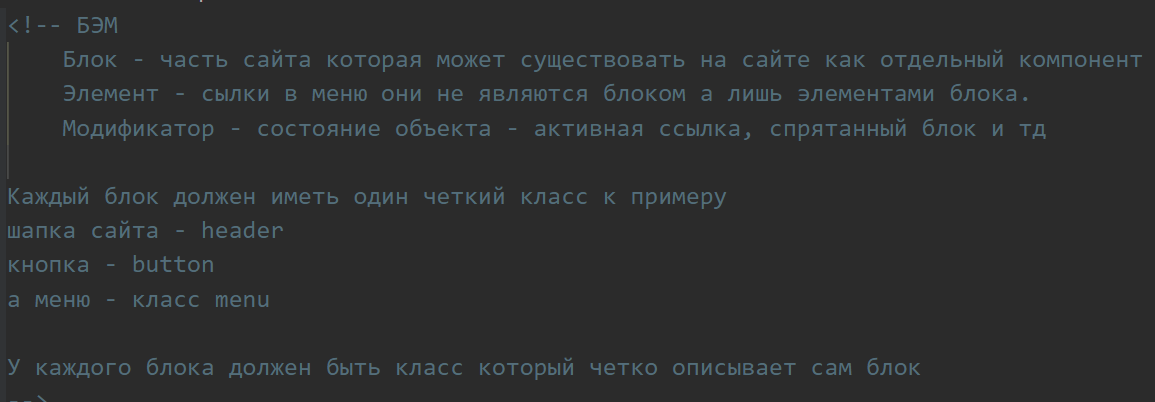 <!-- БЭМ
Блок - часть сайта которая может существовать на сайте как отдельный компонент
Элемент - сылки в меню они не являются блоком а лишь элементами блока.
Модификатор - состояние объекта - активная ссылка, спрятанный блок и тд
Каждый блок должен иметь один четкий класс к примеру
шапка сайта - header
кнопка - button
а меню - класс menu
У каждого блока должен быть класс который четко описывает сам блок
-->